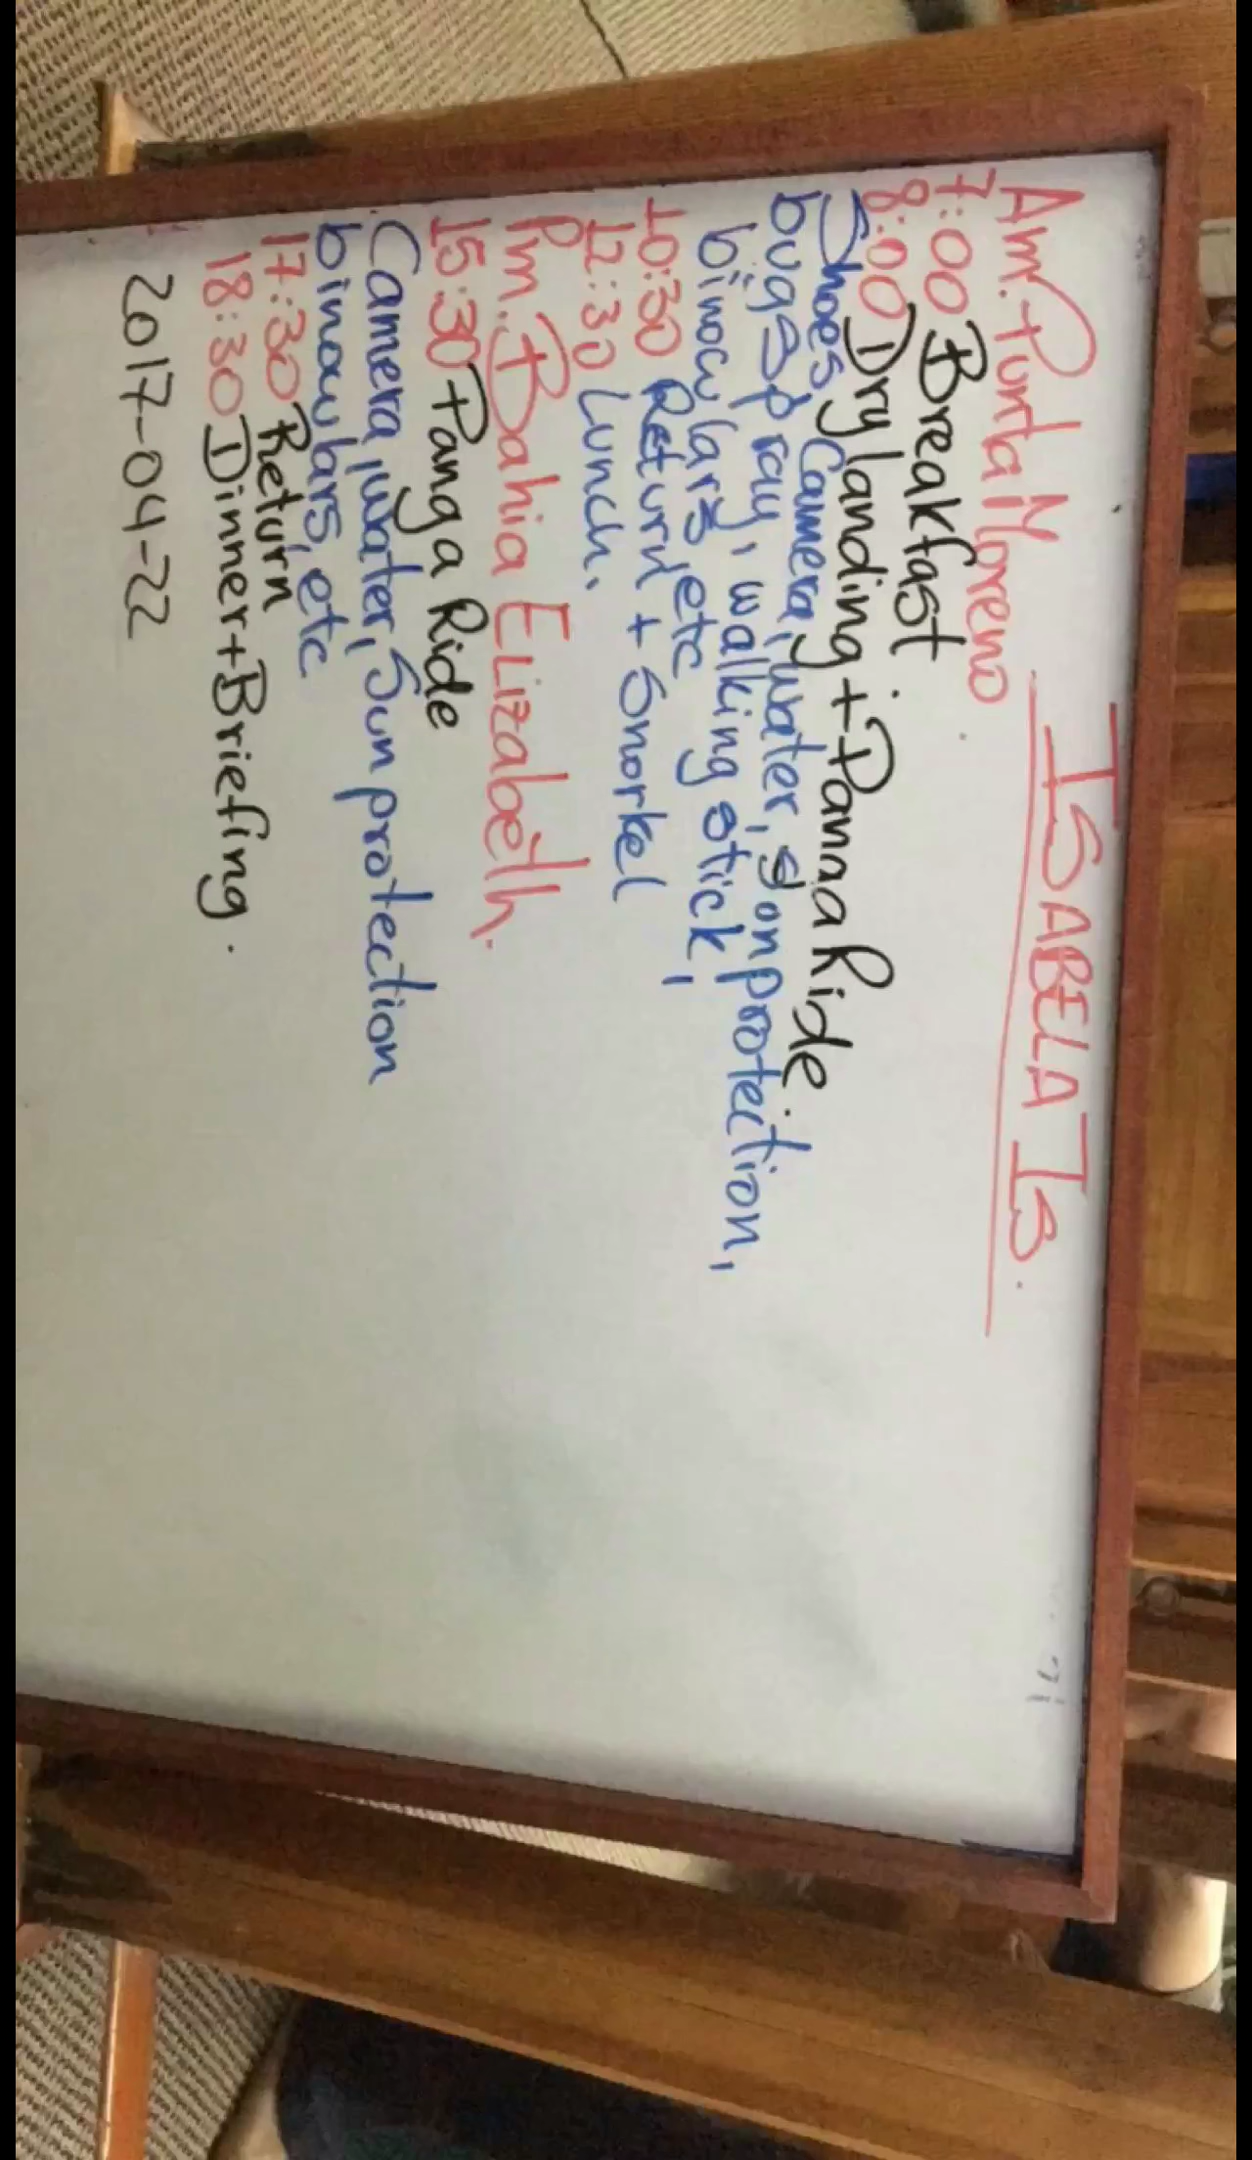 ISABELA Is.
Am. Punta Moreno
7:00 Breakfast
8:00 Dry landing + Panga Ride.
Shoes, Camera, water, sun protection,
bug spray, walking stick,
binoculars, etc
10:30 Return + Snorkel
12:30 Lunch.
Pm. Bahia Elizabeth.
15:30 Panga Ride
Camera, water, Sun protection
binoculars, etc
17:30 Return
18:30 Dinner + Briefing.
2017-04-22